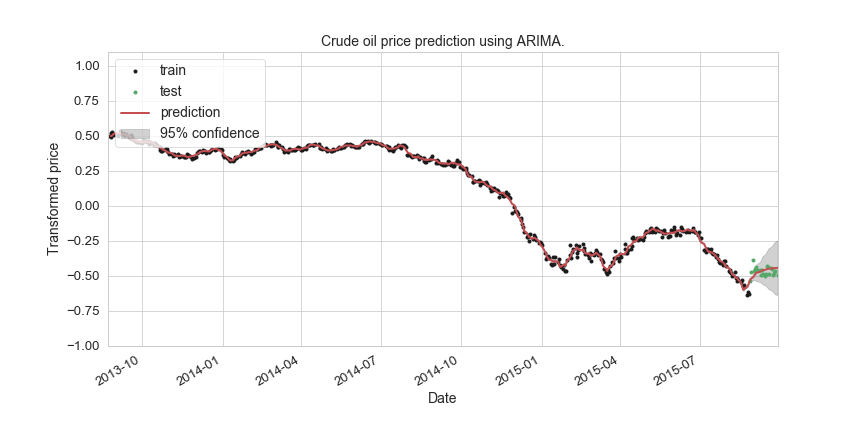 Crude oil price prediction using ARIMA.
1.00
0.75
0.50
0.25
0.00
−0.25
−0.50
−0.75
−1.00
Transformed price
train
test
prediction
95% confidence
2013-10
2014-01
2014-04
2014-07
2014-10
2015-01
2015-04
2015-07
Date